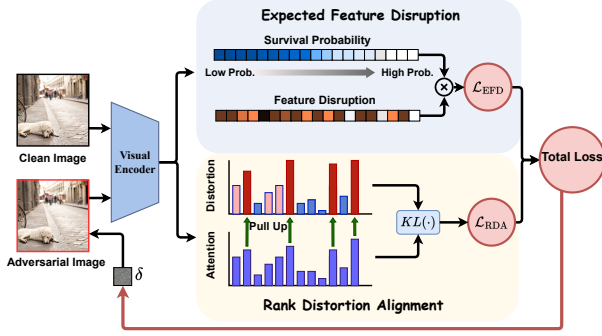 Expected Feature Disruption
Survival Probability
Low Prob.
High Prob.
Feature Disruption
×
ℒ_EFD
Clean Image
Visual
Encoder
Total Loss
Adversarial Image
δ
Distortion
Pull Up
Attention
KL(·)
ℒ_RDA
Rank Distortion Alignment